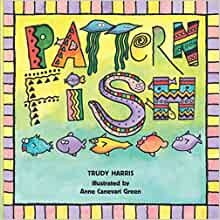 PATTERN
FISH
TRUDY HARRIS
Illustrated by
Anne Canevari Green